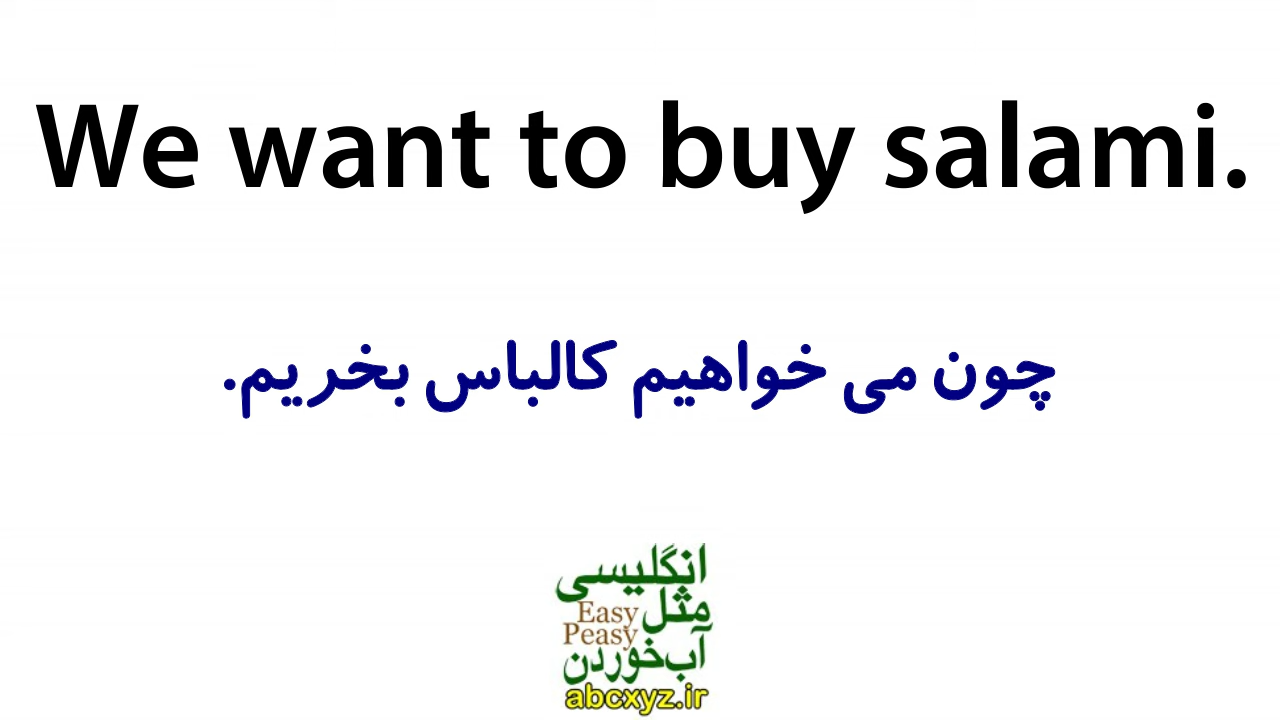 We want to buy salami.
چون می خواهیم کالباس بخریم.
انگلیسی
مثل
Easy
Peasy
آب‌خوردن
abcxyz.ir